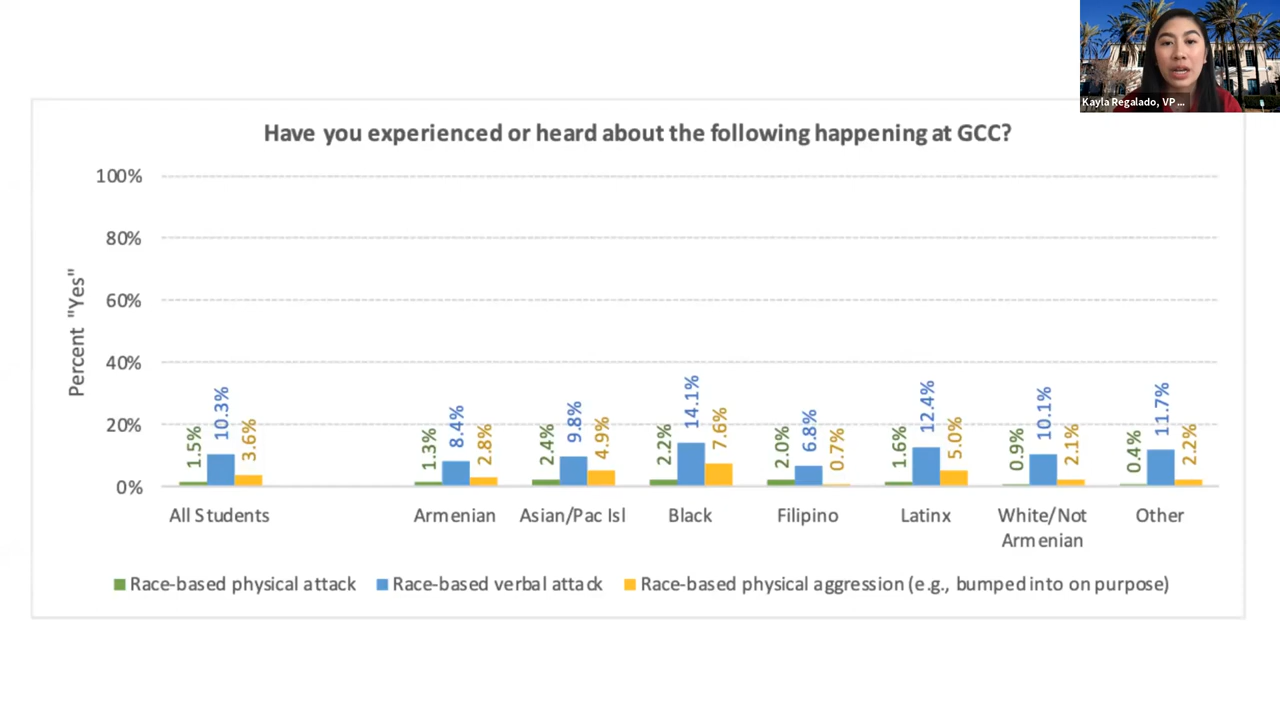 Kayla Regalado, VP ...
Have you experienced or heard about the following happening at GCC?
Percent "Yes"
100%
80%
60%
40%
20%
0%
1.5%
10.3%
3.6%
1.3%
8.4%
2.8%
2.4%
9.8%
4.9%
2.2%
14.1%
7.6%
2.0%
6.8%
0.7%
1.6%
12.4%
5.0%
0.9%
10.1%
2.1%
0.4%
11.7%
2.2%
All Students
Armenian
Asian/Pac Isl
Black
Filipino
Latinx
White/Not
Armenian
Other
Race-based physical attack
Race-based verbal attack
Race-based physical aggression (e.g., bumped into on purpose)